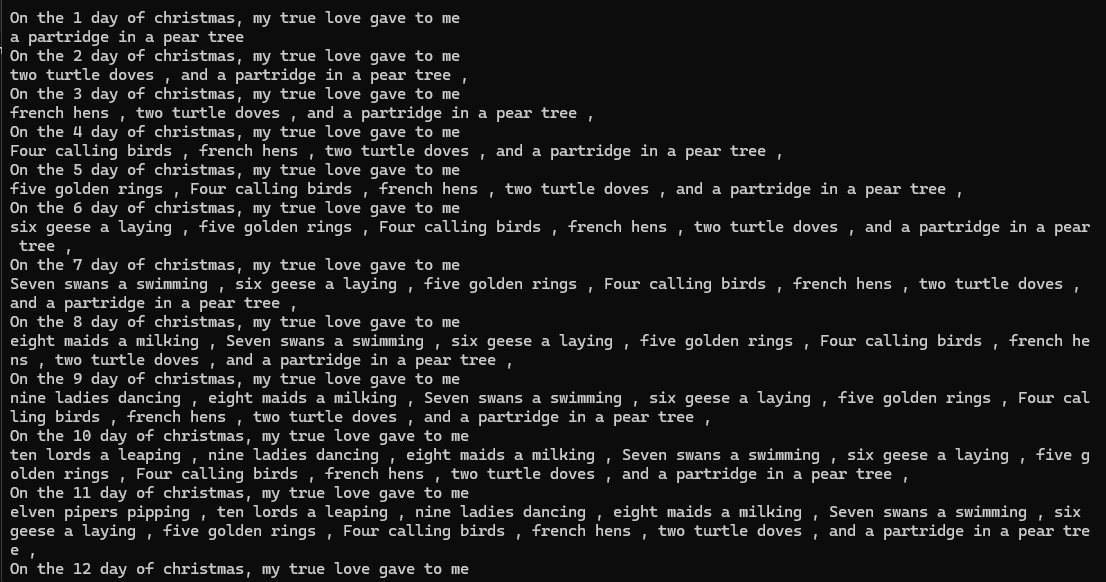 On the 1 day of christmas, my true love gave to me
a partridge in a pear tree
On the 2 day of christmas, my true love gave to me
two turtle doves , and a partridge in a pear tree ,
On the 3 day of christmas, my true love gave to me
french hens , two turtle doves , and a partridge in a pear tree ,
On the 4 day of christmas, my true love gave to me
Four calling birds , french hens , two turtle doves , and a partridge in a pear tree ,
On the 5 day of christmas, my true love gave to me
five golden rings , Four calling birds , french hens , two turtle doves , and a partridge in a pear tree ,
On the 6 day of christmas, my true love gave to me
six geese a laying , five golden rings , Four calling birds , french hens , two turtle doves , and a partridge in a pear
 tree ,
On the 7 day of christmas, my true love gave to me
Seven swans a swimming , six geese a laying , five golden rings , Four calling birds , french hens , two turtle doves ,
and a partridge in a pear tree ,
On the 8 day of christmas, my true love gave to me
eight maids a milking , Seven swans a swimming , six geese a laying , five golden rings , Four calling birds , french he
ns , two turtle doves , and a partridge in a pear tree ,
On the 9 day of christmas, my true love gave to me
nine ladies dancing , eight maids a milking , Seven swans a swimming , six geese a laying , five golden rings , Four cal
ling birds , french hens , two turtle doves , and a partridge in a pear tree ,
On the 10 day of christmas, my true love gave to me
ten lords a leaping , nine ladies dancing , eight maids a milking , Seven swans a swimming , six geese a laying , five g
olden rings , Four calling birds , french hens , two turtle doves , and a partridge in a pear tree ,
On the 11 day of christmas, my true love gave to me
elven pipers pipping , ten lords a leaping , nine ladies dancing , eight maids a milking , Seven swans a swimming , six
geese a laying , five golden rings , Four calling birds , french hens , two turtle doves , and a partridge in a pear tre
e ,
On the 12 day of christmas, my true love gave to me